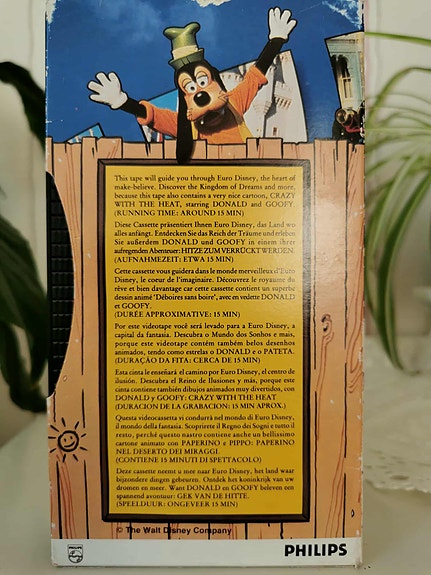 This tape will guide you through Euro Disney, the heart of
make-believe. Discover the Kingdom of Dreams and more,
because this tape also contains a very nice cartoon, CRAZY
WITH THE HEAT, starring DONALD and GOOFY
(RUNNING TIME: AROUND 15 MIN)
Diese Cassette präsentiert Ihnen Euro Disney, das Land wo
alles anfängt. Entdecken Sie das Reich der Träume und erleben
Sie außerdem DONALD und GOOFY in einem ihrer
aufregenden Abenteuer: HITZE ZUM VERRÜCKT WERDEN.
(AUFNAHMEZEIT: ETWA 15 MIN)
Cette cassette vous guidera dans le monde merveilleux d'Euro
Disney, le coeur de l'imaginaire. Découvrez le royaume du
rêve et bien davantage car cette cassette contient un superbe
dessin animé 'Déboires sans boire', avec en vedette DONALD
et GOOFY.
(DURÉE APPROXIMATIVE: 15 MIN)
Por este videotape você será levado para a Euro Disney, a
capital da fantasia. Descubra o Mundo dos Sonhos e mais,
porque este videotape contém também belos desenhos
animados, tendo como estrelas o DONALD e o PATETA.
(DURAÇÃO DA FITA: CERCA DE 15 MIN)
Esta cinta le enseñará el camino por Euro Disney, el centro de
ilusión. Descubra el Reino de Ilusiones y más, porque este
cinta contiene también dibujos animados muy divertidos, con
DONALD y GOOFY: CRAZY WITH THE HEAT
(DURACION DE LA GRABACION: 15 MIN APROX.)
Questa videocassetta vi condurrà nel mondo di Euro Disney,
il mondo della fantasia. Scoprirete il Regno dei Sogni e tutto il
resto, perché questo nastro contiene anche un bellissimo
cartone animato con PAPERINO e PIPPO: PAPERINO
NEL DESERTO DEI MIRAGGI.
(CONTIENE 15 MINUTI DI SPETTACOLO)
Deze cassette neemt u mee naar Euro Disney, het land waar
bijzondere dingen gebeuren. Ontdek het koninkrijk van uw
dromen en meer. Want DONALD en GOOFY beleven een
spannend avontuur: GEK VAN DE HITTE.
(SPEELDUUR: ONGEVEER 15 MIN)
© The Walt Disney Company
PHILIPS